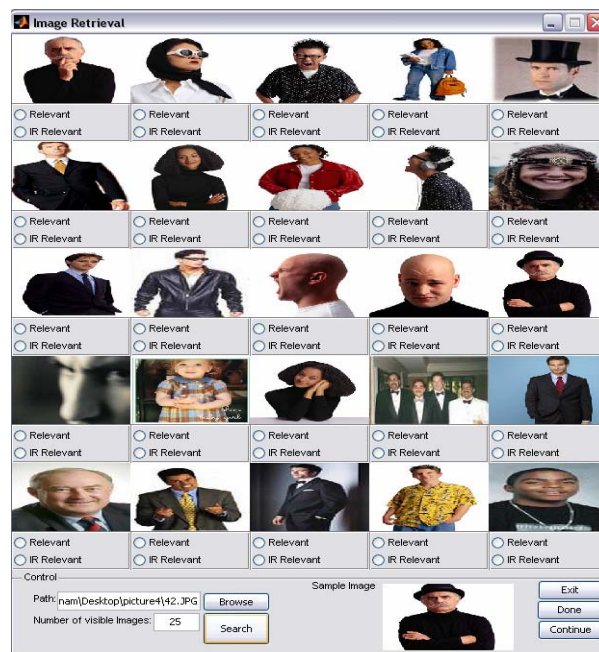 Image Retrieval
Relevant Relevant Relevant Relevant Relevant
IR Relevant IR Relevant IR Relevant IR Relevant IR Relevant
Relevant Relevant Relevant Relevant Relevant
IR Relevant IR Relevant IR Relevant IR Relevant IR Relevant
Relevant Relevant Relevant Relevant Relevant
IR Relevant IR Relevant IR Relevant IR Relevant IR Relevant
Relevant Relevant Relevant Relevant Relevant
IR Relevant IR Relevant IR Relevant IR Relevant IR Relevant
Relevant Relevant Relevant Relevant Relevant
IR Relevant IR Relevant IR Relevant IR Relevant IR Relevant
Control
Path: nam\Desktop\picture4\42.JPG Browse
Number of visible Images: 25 Search
Sample Image
Exit
Done
Continue